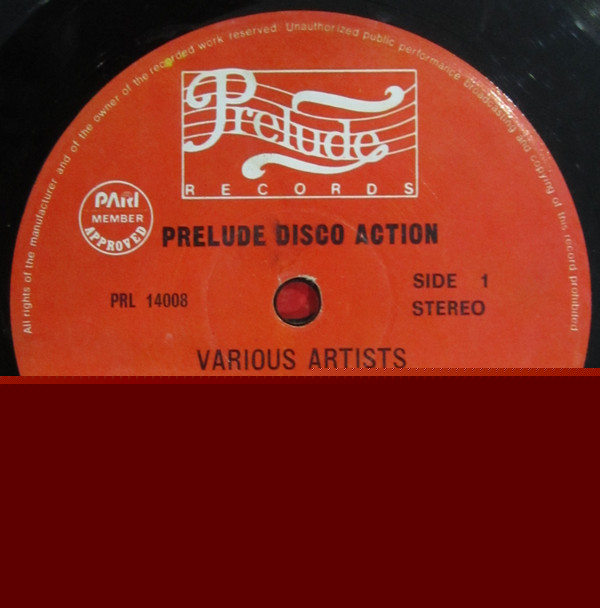 All rights of the manufacturer and of the owner of the recorded work reserved. Unauthorized public performance broadcasting and copying of this record prohibited
Prelude
RECORDS
PARI
MEMBER
APPROVED
PRELUDE DISCO ACTION
PRL 14008
SIDE 1
STEREO
VARIOUS ARTISTS